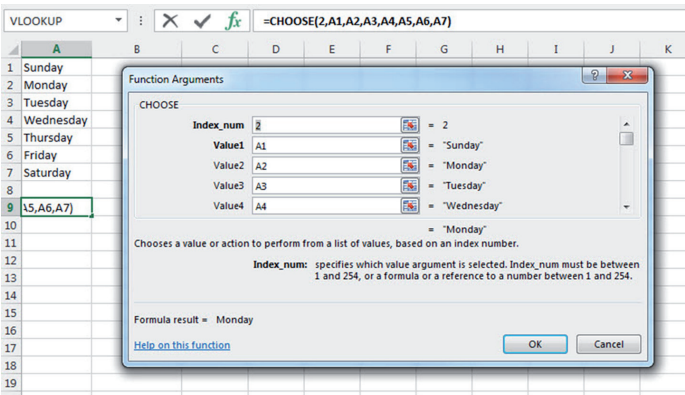 VLOOKUP fx =CHOOSE(2,A1,A2,A3,A4,A5,A6,A7)
A B C D E F G H I J K
1 Sunday
2 Monday
3 Tuesday
4 Wednesday
5 Thursday
6 Friday
7 Saturday
8
9 A5,A6,A7)
10
11
12
13
14
15
16
17
18
19
Function Arguments
CHOOSE
Index_num 2 = 2
Value1 A1 = "Sunday"
Value2 A2 = "Monday"
Value3 A3 = "Tuesday"
Value4 A4 = "Wednesday"
= "Monday"
Chooses a value or action to perform from a list of values, based on an index number.
Index_num: specifies which value argument is selected. Index_num must be between
1 and 254, or a formula or a reference to a number between 1 and 254.
Formula result = Monday
Help on this function
OK Cancel